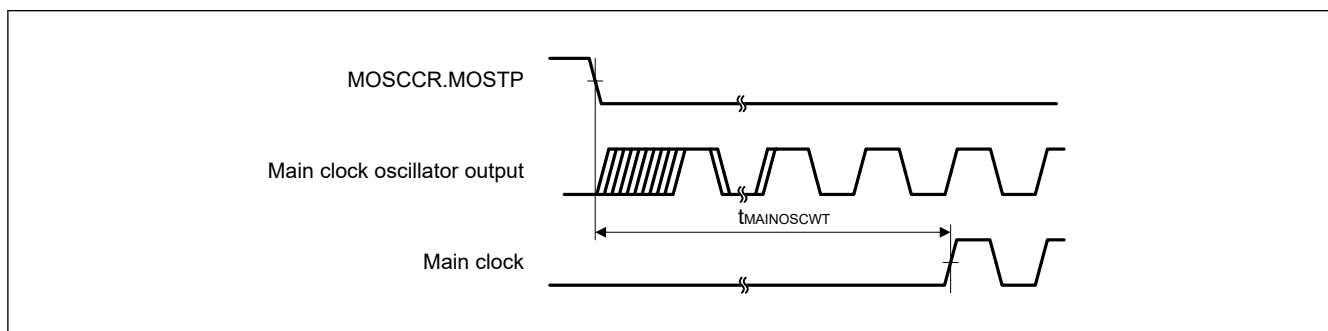 MOSCCR.MOSTP
Main clock oscillator output
tMAINOSCWT
Main clock